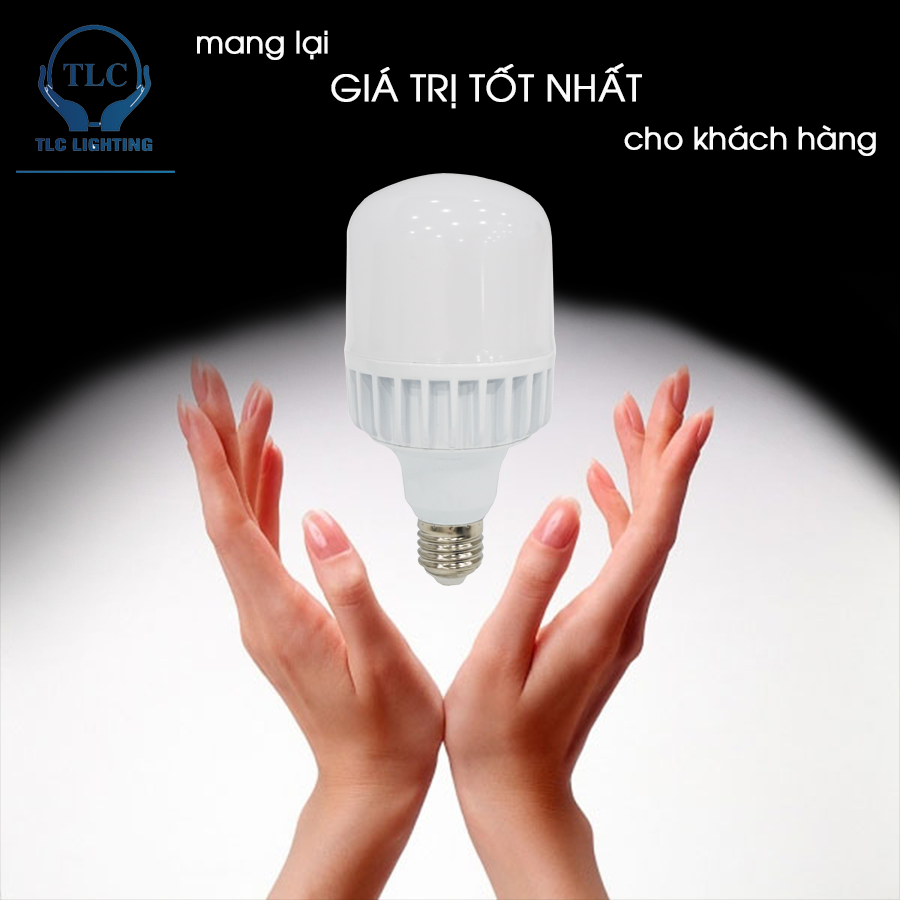 TLC
TLC LIGHTING
mang lại
GIÁ TRỊ TỐT NHẤT
cho khách hàng